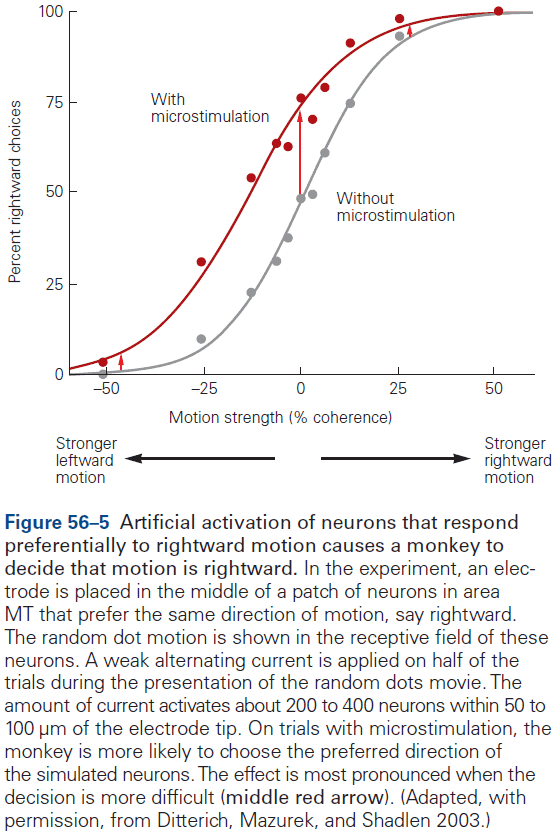 100
75
50
25
0
Percent rightward choices
With
microstimulation
Without
microstimulation
−50
−25
0
25
50
Motion strength (% coherence)
Stronger
leftward
motion
Stronger
rightward
motion
Figure 56–5 Artificial activation of neurons that respond
preferentially to rightward motion causes a monkey to
decide that motion is rightward. In the experiment, an elec-
trode is placed in the middle of a patch of neurons in area
MT that prefer the same direction of motion, say rightward.
The random dot motion is shown in the receptive field of these
neurons. A weak alternating current is applied on half of the
trials during the presentation of the random dots movie. The
amount of current activates about 200 to 400 neurons within 50 to
100 μm of the electrode tip. On trials with microstimulation, the
monkey is more likely to choose the preferred direction of
the simulated neurons. The effect is most pronounced when the
decision is more difficult (middle red arrow). (Adapted, with
permission, from Ditterich, Mazurek, and Shadlen 2003.)